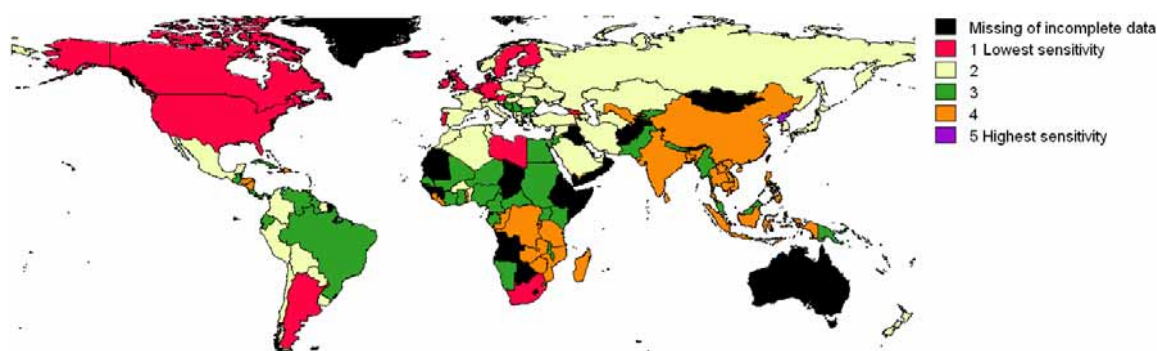 Missing of incomplete data
1 Lowest sensitivity
2
3
4
5 Highest sensitivity